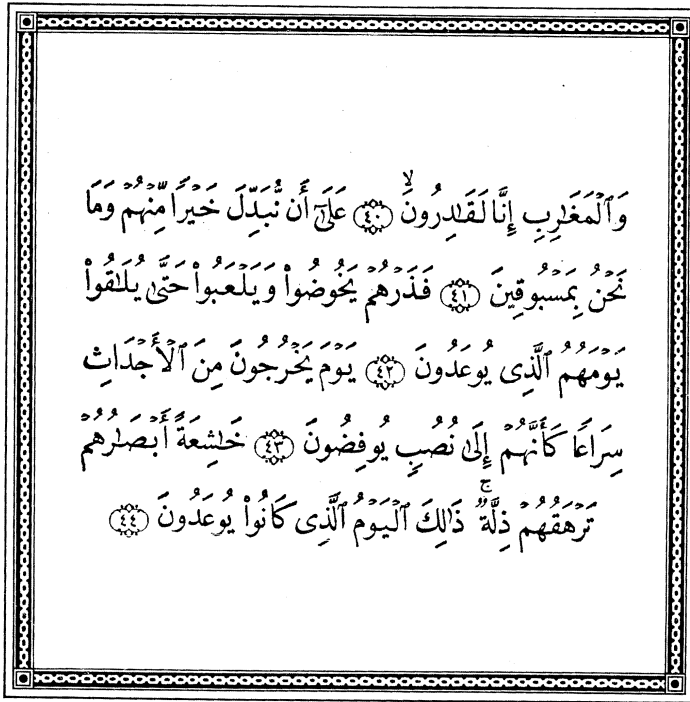 وَٱلْمَغَٰرِبِ إِنَّا لَقَٰدِرُونَ ۙ ﴿٤٠﴾ عَلَىٰٓ أَن نُّبَدِّلَ خَيْرًا مِّنْهُمْ وَمَا
نَحْنُ بِمَسْبُوقِينَ ﴿٤١﴾ فَذَرْهُمْ يَخُوضُوا۟ وَيَلْعَبُوا۟ حَتَّىٰ يُلَٰقُوا۟
يَوْمَهُمُ ٱلَّذِى يُوعَدُونَ ﴿٤٢﴾ يَوْمَ يَخْرُجُونَ مِنَ ٱلْأَجْدَاثِ
سِرَاعًا كَأَنَّهُمْ إِلَىٰ نُصُبٍ يُوفِضُونَ ﴿٤٣﴾ خَٰشِعَةً أَبْصَٰرُهُمْ
تَرْهَقُهُمْ ذِلَّةٌ ۚ ذَٰلِكَ ٱلْيَوْمُ ٱلَّذِى كَانُوا۟ يُوعَدُونَ ﴿٤٤﴾